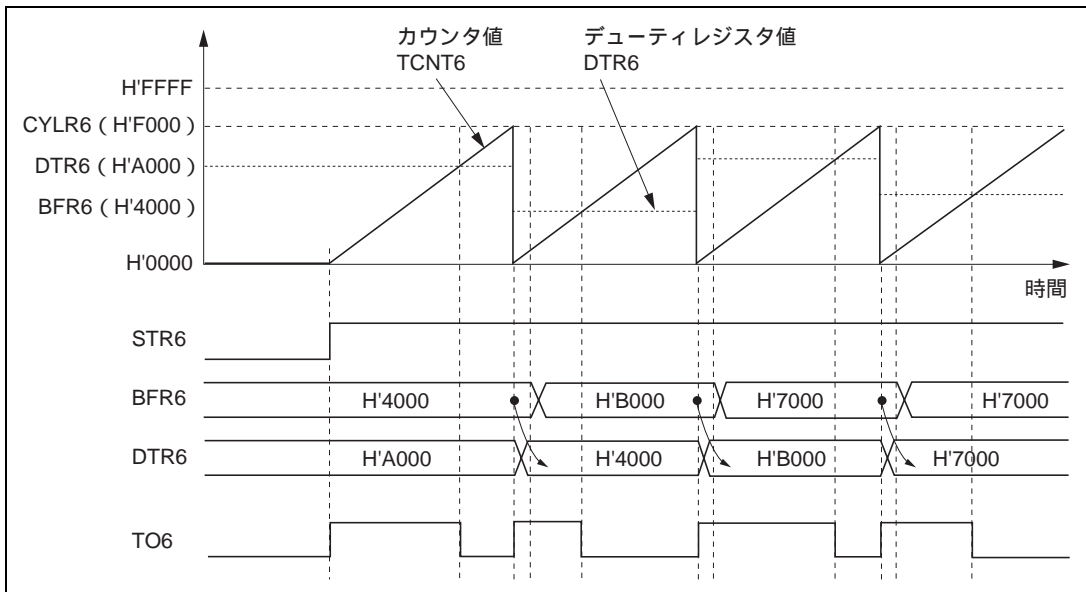 カウンタ値
TCNT6
デューティレジスタ値
DTR6
H'FFFF
CYLR6（H'F000）
DTR6（H'A000）
BFR6（H'4000）
H'0000
時間
STR6
BFR6 H'4000 H'B000 H'7000 H'7000
DTR6 H'A000 H'4000 H'B000 H'7000
TO6